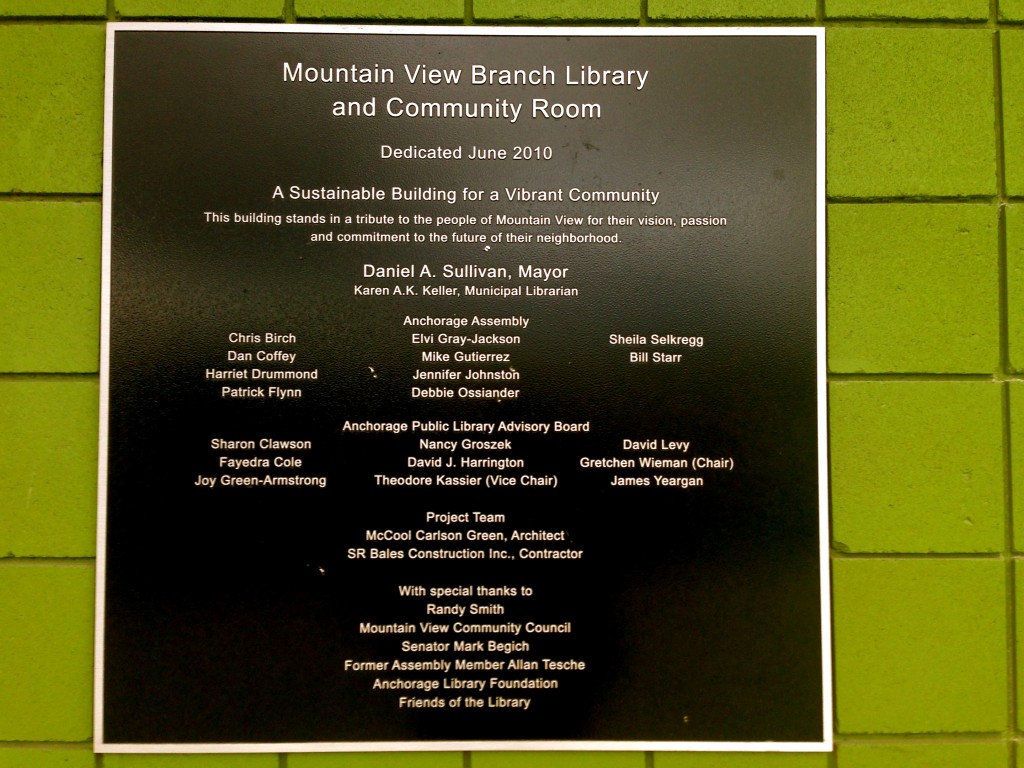 Mountain View Branch Library
and Community Room
Dedicated June 2010
A Sustainable Building for a Vibrant Community
This building stands in a tribute to the people of Mountain View for their vision, passion
and commitment to the future of their neighborhood.
Daniel A. Sullivan, Mayor
Karen A.K. Keller, Municipal Librarian
Anchorage Assembly
Chris Birch Elvi Gray-Jackson Sheila Selkregg
Dan Coffey Mike Gutierrez Bill Starr
Harriet Drummond Jennifer Johnston
Patrick Flynn Debbie Ossiander
Anchorage Public Library Advisory Board
Sharon Clawson Nancy Groszek David Levy
Fayedra Cole David J. Harrington Gretchen Wieman (Chair)
Joy Green-Armstrong Theodore Kassier (Vice Chair) James Yeargan
Project Team
McCool Carlson Green, Architect
SR Bales Construction Inc., Contractor
With special thanks to
Randy Smith
Mountain View Community Council
Senator Mark Begich
Former Assembly Member Allan Tesche
Anchorage Library Foundation
Friends of the Library